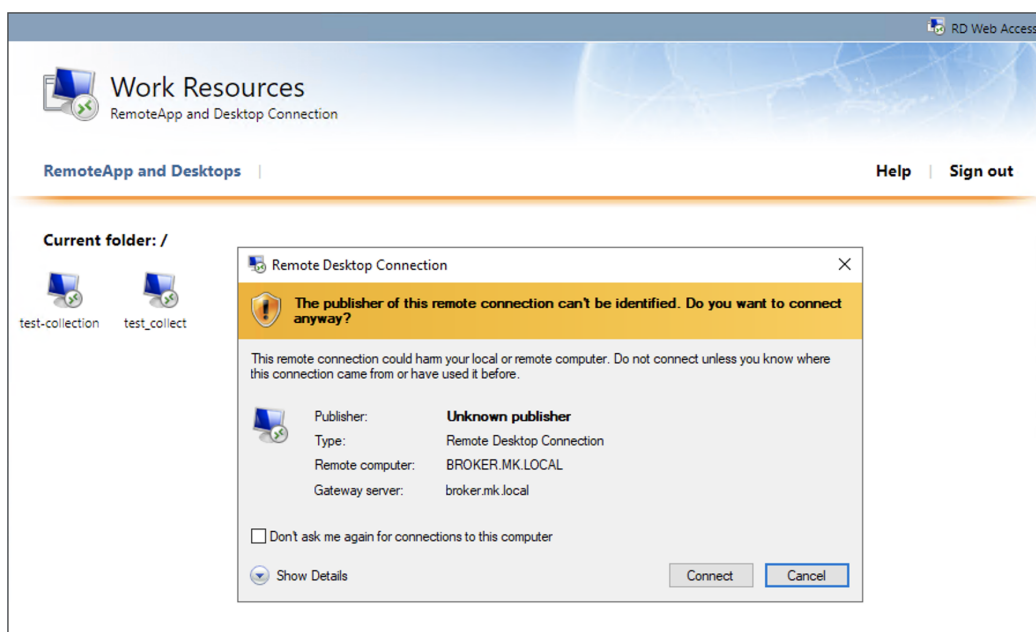 RD Web Access
Work Resources
RemoteApp and Desktop Connection
RemoteApp and Desktops |
Help | Sign out
Current folder: /
test-collection
test_collect
Remote Desktop Connection
The publisher of this remote connection can't be identified. Do you want to connect
anyway?
This remote connection could harm your local or remote computer. Do not connect unless you know where
this connection came from or have used it before.
Publisher: Unknown publisher
Type: Remote Desktop Connection
Remote computer: BROKER.MK.LOCAL
Gateway server: broker.mk.local
Don't ask me again for connections to this computer
Show Details
Connect
Cancel